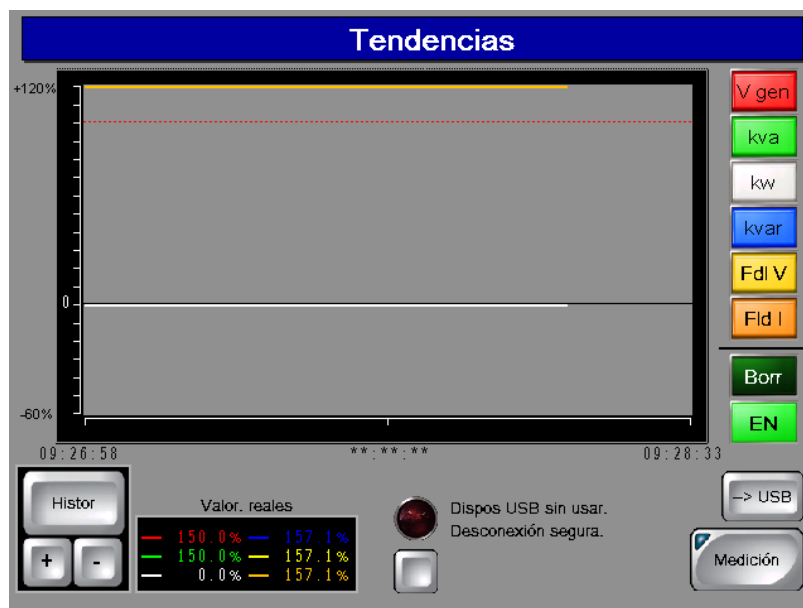 Tendencias
+120%
0
-60%
09:26:58 **:**:** 09:28:33
V gen
kva
kw
kvar
Fdl V
Fld I
Borr
EN
Histor
+ -
Valor. reales
150.0% 157.1%
150.0% 157.1%
0.0% 157.1%
Dispos USB sin usar.
Desconexión segura.
–> USB
Medición